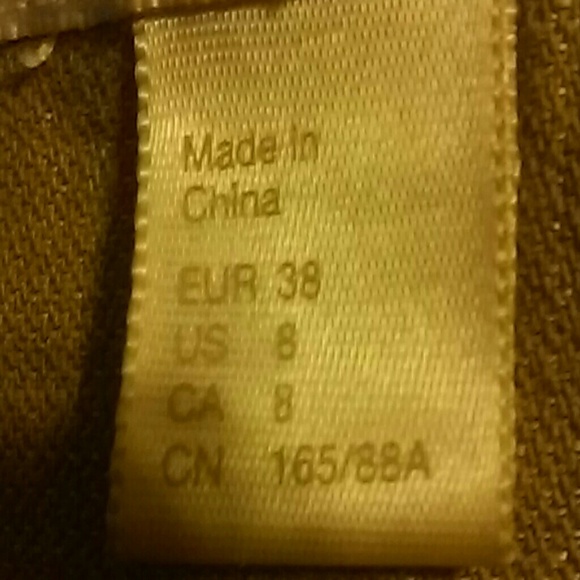 Made in
China
EUR 38
US 8
CA 8
CN 165/88A